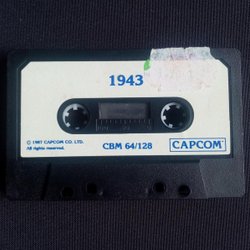 1943
© 1987 CAPCOM CO. LTD.
All rights reserved.
CBM 64/128
CAPCOM